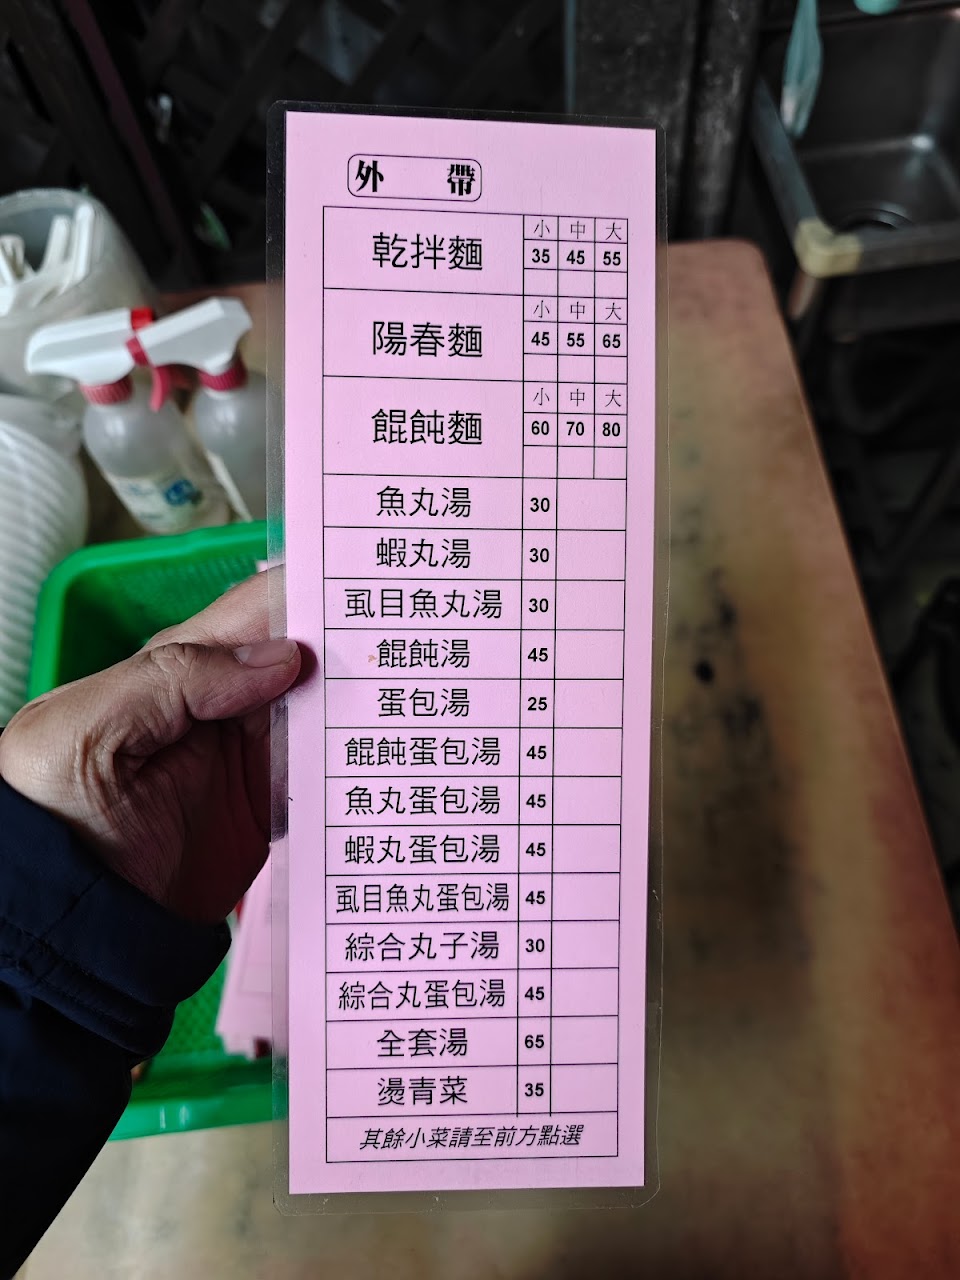 外 帶
乾拌麵 小 中 大
35 45 55
陽春麵 小 中 大
45 55 65
餛飩麵 小 中 大
60 70 80
魚丸湯 30
蝦丸湯 30
虱目魚丸湯 30
餛飩湯 45
蛋包湯 25
餛飩蛋包湯 45
魚丸蛋包湯 45
蝦丸蛋包湯 45
虱目魚丸蛋包湯 45
綜合丸子湯 30
綜合丸蛋包湯 45
全套湯 65
燙青菜 35
其餘小菜請至前方點選